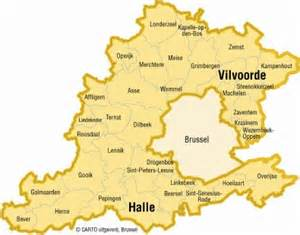 Londerzeel
Kapelle-op-
den-Bos
Zemst
Opwijk
Merchtem
Meise
Grimbergen
Vilvoorde
Kampenhout
Asse
Wemmel
Machelen
Steenokkerzeel
Affligem
Zaventem
Liedekerke
Ternat
Dilbeek
Brussel
Kraainem
Wezembeek-
Oppem
Roosdaal
Lennik
Tervuren
Drogenbos
Gooik
Sint-Pieters-Leeuw
Overijse
Galmaarden
Linkebeek
Hoeilaart
Pepingen
Beersel
Sint-Genesius-
Rode
Halle
Bever
Herne
© CARTO uitgeverij, Brussel